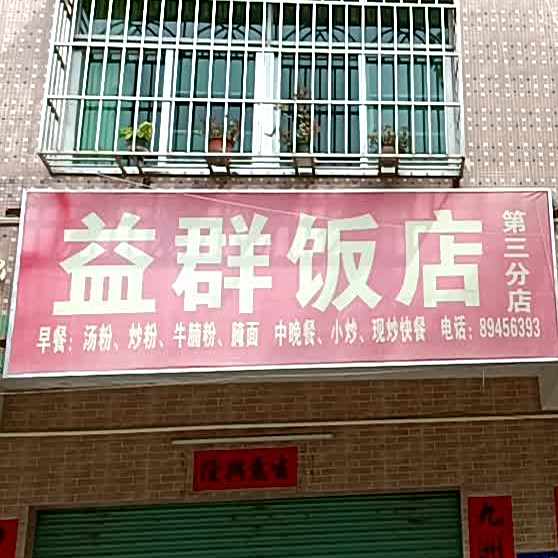 益群饭店
第三分店
早餐：汤粉、炒粉、牛腩粉、腌面 中晚餐、小炒、现炒快餐 电话：89456393
九